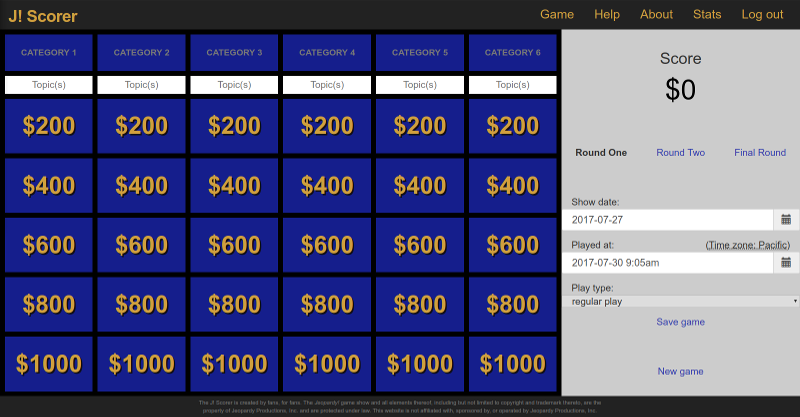 J! Scorer
Game Help About Stats Log out
CATEGORY 1 CATEGORY 2 CATEGORY 3 CATEGORY 4 CATEGORY 5 CATEGORY 6
Topic(s) Topic(s) Topic(s) Topic(s) Topic(s) Topic(s)
$200 $200 $200 $200 $200 $200
$400 $400 $400 $400 $400 $400
$600 $600 $600 $600 $600 $600
$800 $800 $800 $800 $800 $800
$1000 $1000 $1000 $1000 $1000 $1000
Score
$0
Round One Round Two Final Round
Show date:
2017-07-27
Played at: (Time zone: Pacific)
2017-07-30 9:05am
Play type:
regular play
Save game
New game
The J! Scorer is created by fans, for fans. The Jeopardy! game show and all elements thereof, including but not limited to copyright and trademark thereto, are the
property of Jeopardy Productions, Inc. and are protected under law. This website is not affiliated with, sponsored by, or operated by Jeopardy Productions, Inc.